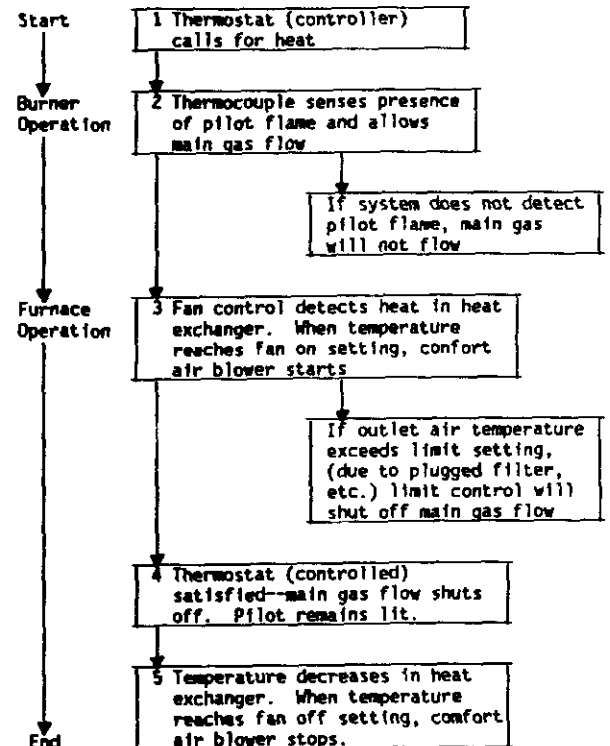 Start
1 Thermostat (controller)
calls for heat
Burner
Operation
2 Thermocouple senses presence
of pilot flame and allows
main gas flow
If system does not detect
pilot flame, main gas
will not flow
Furnace
Operation
3 Fan control detects heat in heat
exchanger. When temperature
reaches fan on setting, confort
air blower starts
If outlet air temperature
exceeds limit setting,
(due to plugged filter,
etc.) limit control will
shut off main gas flow
4 Thermostat (controlled)
satisfied--main gas flow shuts
off. Pilot remains lit.
5 Temperature decreases in heat
exchanger. When temperature
reaches fan off setting, comfort
air blower stops.
End